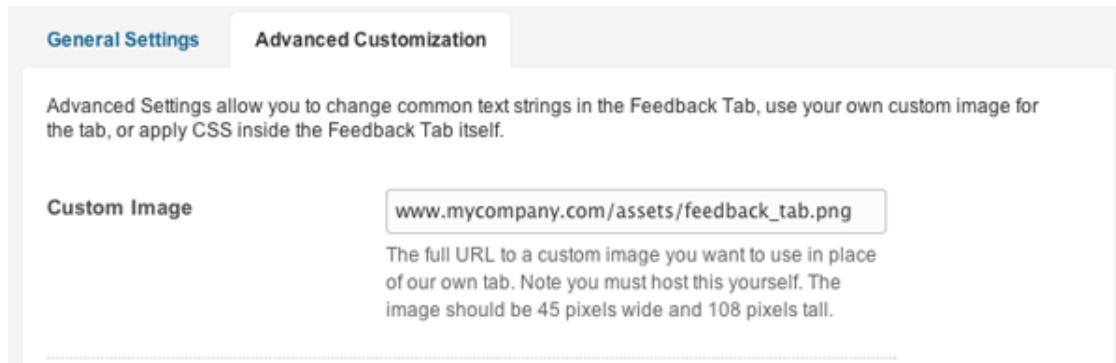 General Settings Advanced Customization
Advanced Settings allow you to change common text strings in the Feedback Tab, use your own custom image for
the tab, or apply CSS inside the Feedback Tab itself.
Custom Image www.mycompany.com/assets/feedback_tab.png
The full URL to a custom image you want to use in place
of our own tab. Note you must host this yourself. The
image should be 45 pixels wide and 108 pixels tall.